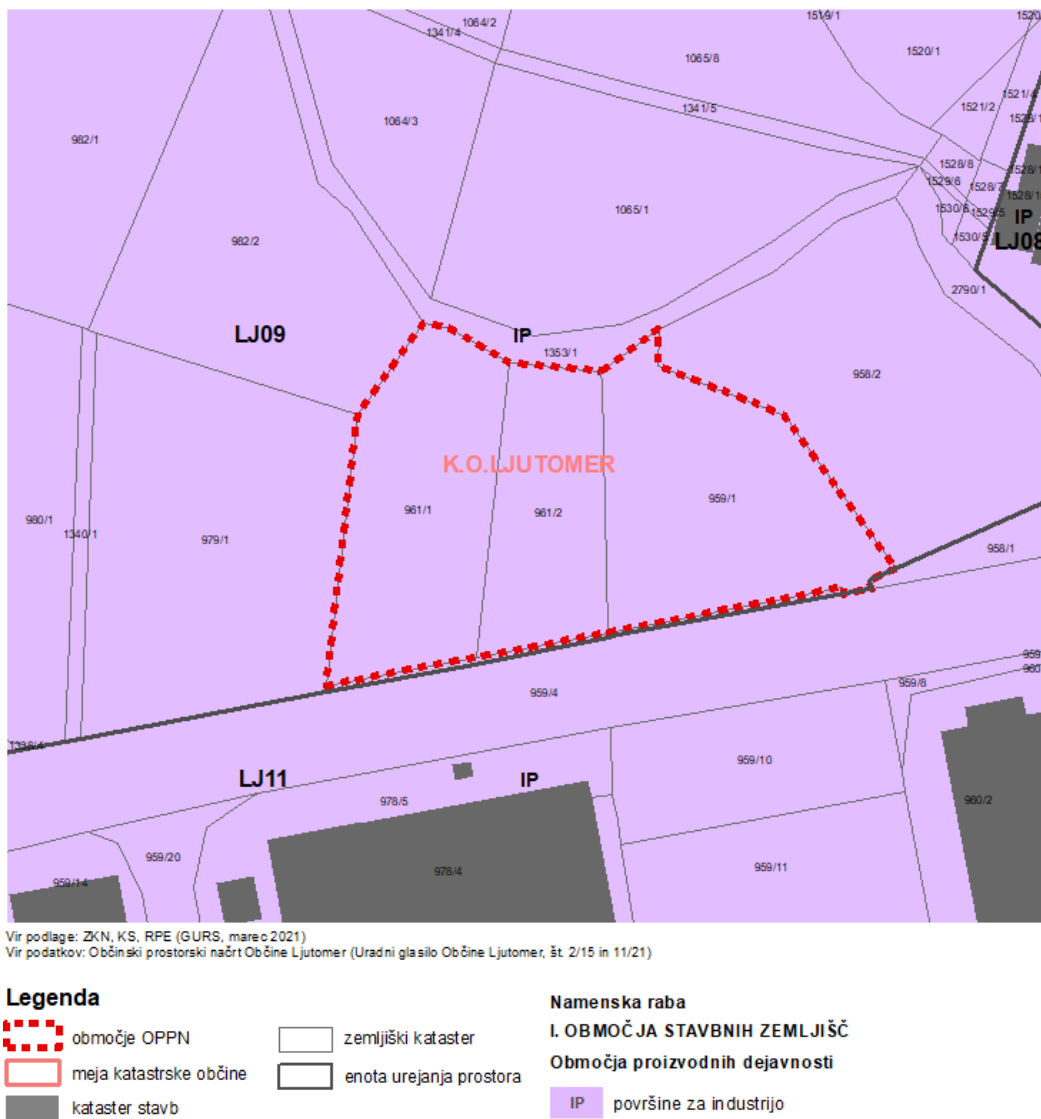 1519/1
1520
1064/2
1341/4
1520/1
1065/8
1521/4
1521/2
1341/5
1064/3
982/1
1528/8
1529/6
1528/7
1065/1
1530/6
1529/5
IP
1530/5
LJ08
982/2
2790/1
LJ09
IP
1353/1
958/2
K.O.LJUTOMER
961/1
961/2
959/1
980/1
1340/1
979/1
958/1
959/4
959/8
LJ11
IP
959/10
978/5
960/2
959/20
978/4
959/11
959/14
Vir podlage: ZKN, KS, RPE (GURS, marec 2021)
Vir podatkov: Občinski prostorski načrt Občine Ljutomer (Uradni glasilo Občine Ljutomer, št. 2/15 in 11/21)
Legenda
območje OPPN
meja katastrske občine
kataster stavb
zemljiški kataster
enota urejanja prostora
Namenska raba
I. OBMOČJA STAVBNIH ZEMLJIŠČ
Območja proizvodnih dejavnosti
IP površine za industrijo